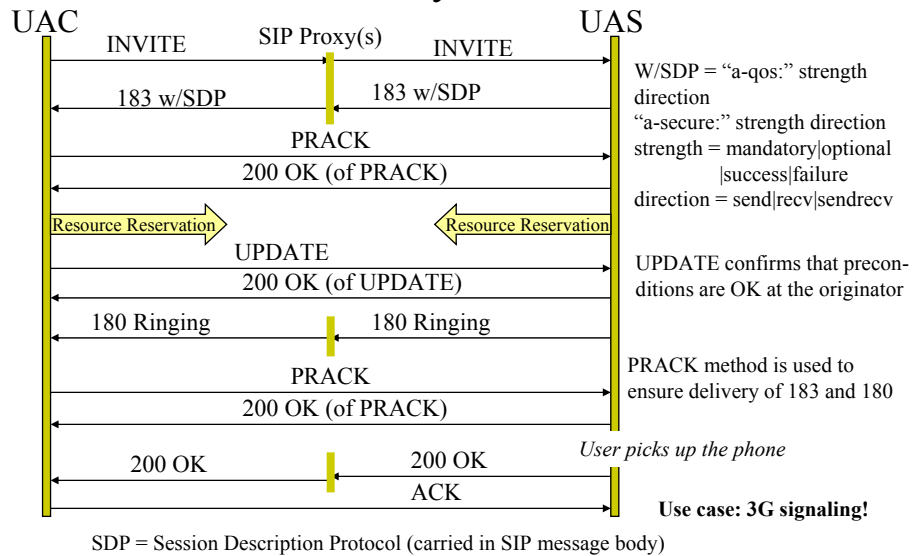 UAC
UAS
SIP Proxy(s)
INVITE
INVITE
W/SDP = “a-qos:” strength
direction
“a-secure:” strength direction
strength = mandatory|optional
|success|failure
direction = send|recv|sendrecv
183 w/SDP
183 w/SDP
PRACK
200 OK (of PRACK)
Resource Reservation
Resource Reservation
UPDATE
200 OK (of UPDATE)
UPDATE confirms that precon-
ditions are OK at the originator
180 Ringing
180 Ringing
PRACK
200 OK (of PRACK)
PRACK method is used to
ensure delivery of 183 and 180
User picks up the phone
200 OK
200 OK
ACK
Use case: 3G signaling!
SDP = Session Description Protocol (carried in SIP message body)